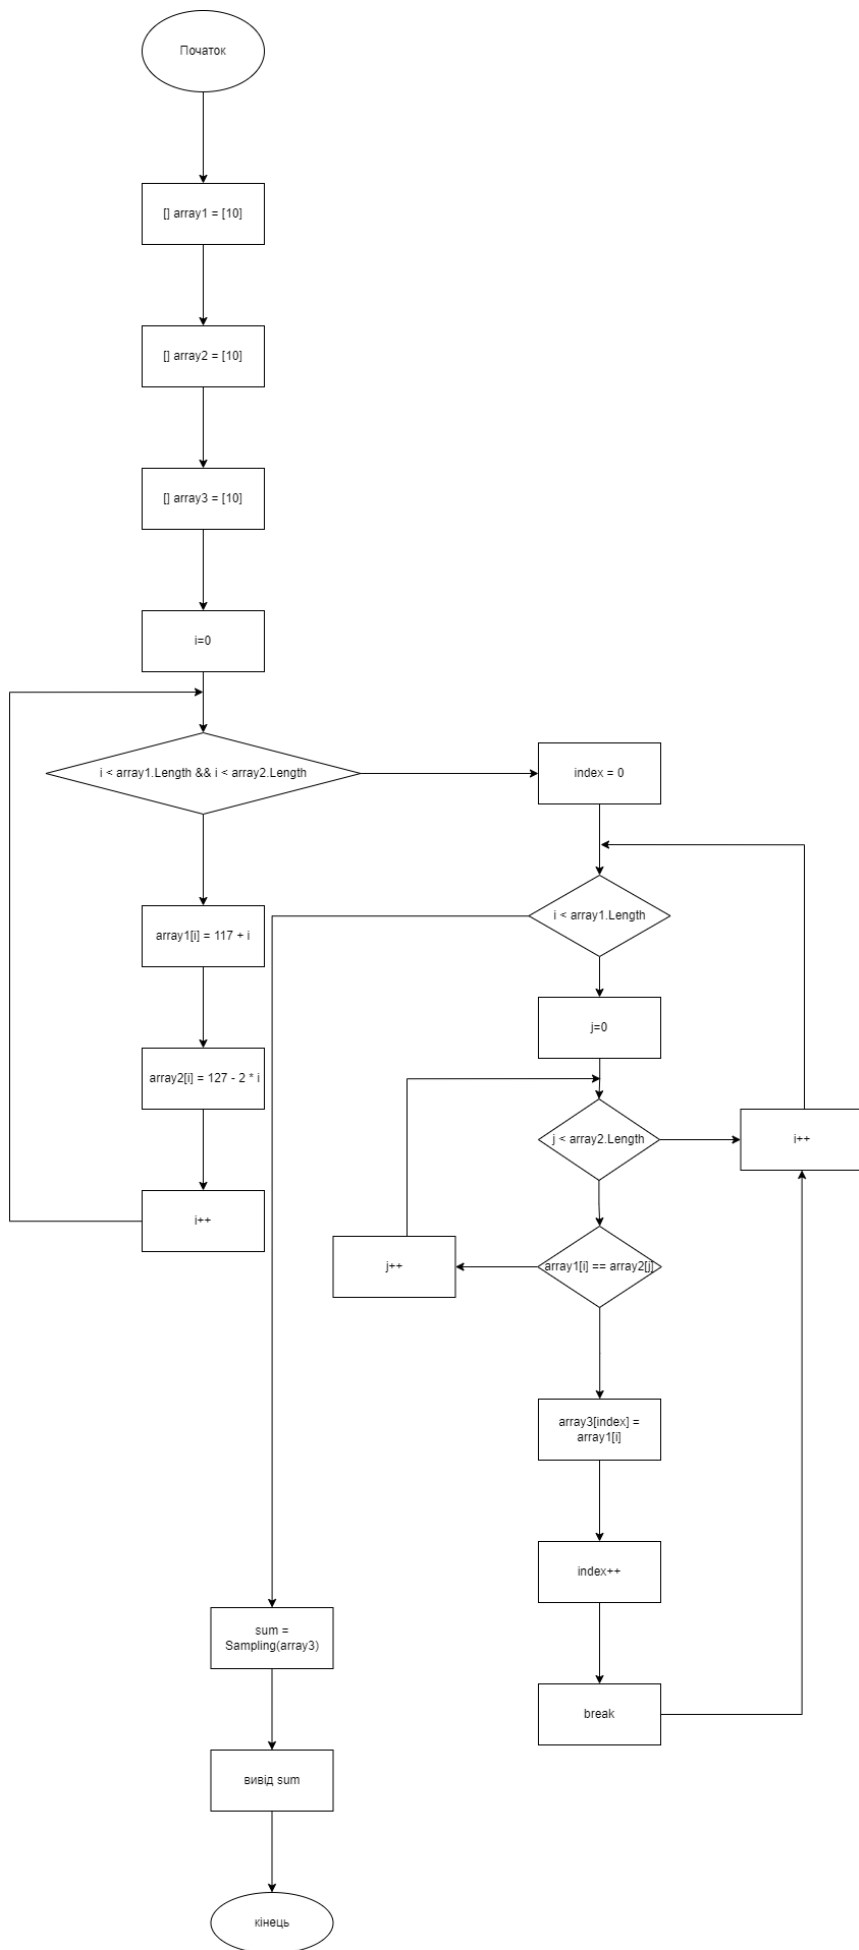 Початок
[] array1 = [10]
[] array2 = [10]
[] array3 = [10]
i=0
i < array1.Length && i < array2.Length
array1[i] = 117 + i
array2[i] = 127 - 2 * i
i++
index = 0
i < array1.Length
j=0
j < array2.Length
i++
array1[i] == array2[j]
j++
array3[index] =
array1[i]
index++
break
sum =
Sampling(array3)
вивід sum
кінець